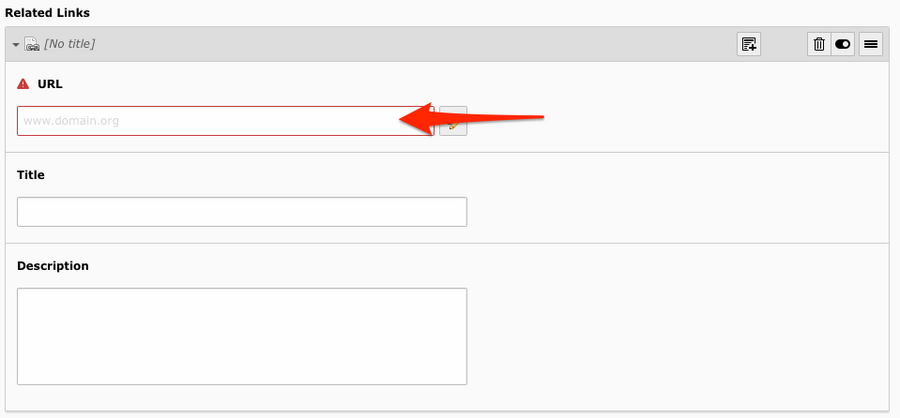 Related Links
[No title]
URL
www.domain.org
Title
Description